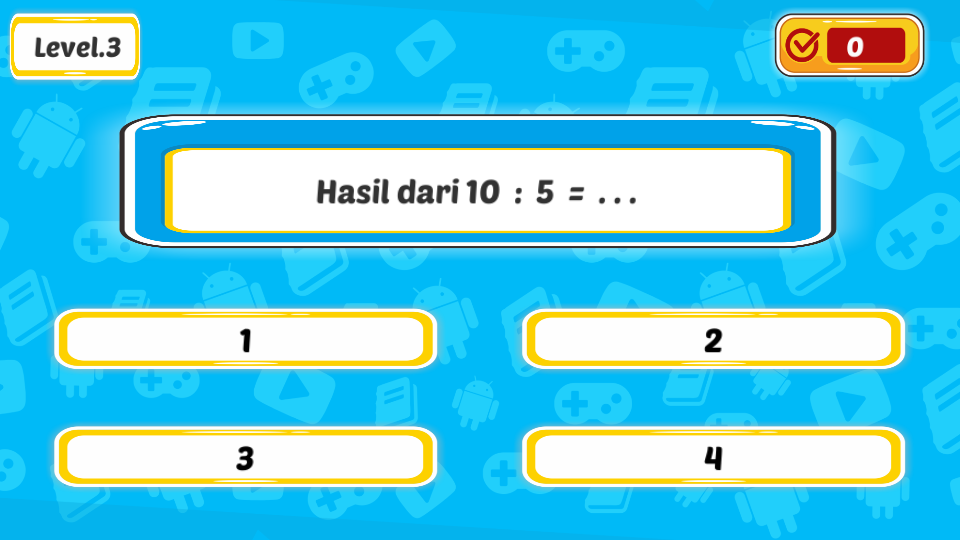 Level.3
0
Hasil dari 10 : 5 = . . .
1
2
3
4